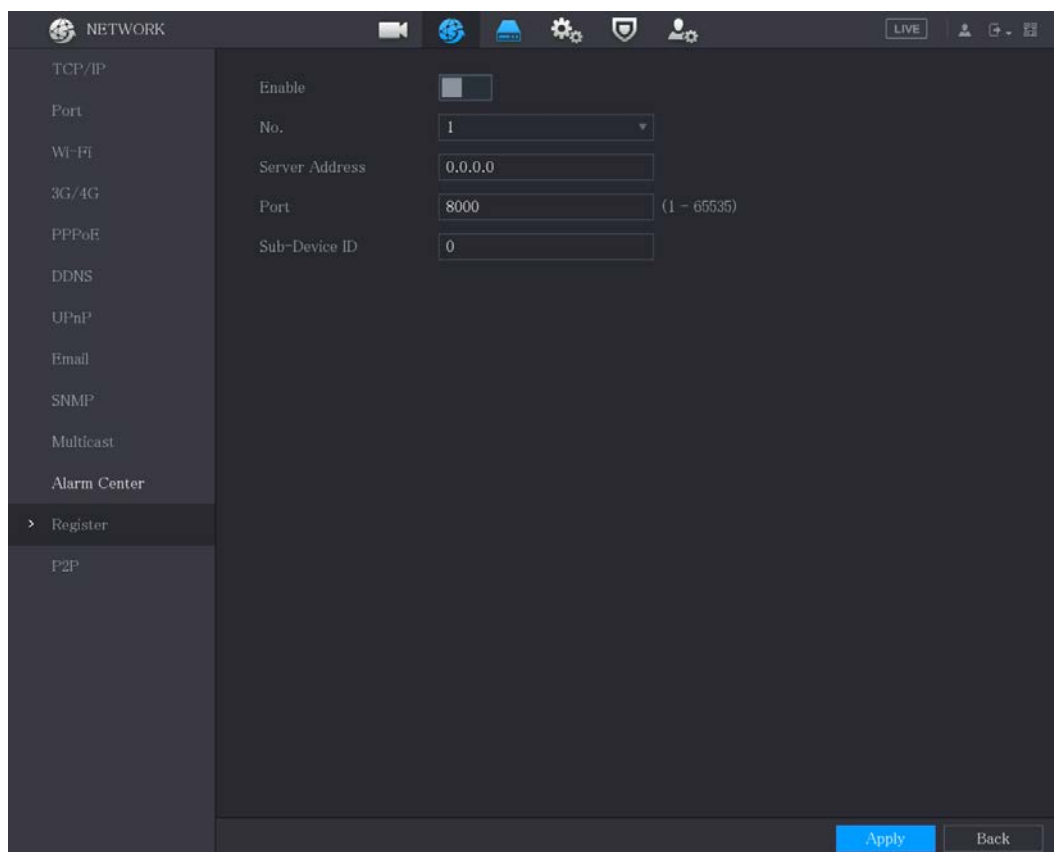 NETWORK
LIVE
TCP/IP
Port
Wi-Fi
3G/4G
PPPoE
DDNS
UPnP
Email
SNMP
Multicast
Alarm Center
Register
P2P
Enable
No. 1
Server Address 0.0.0.0
Port 8000 (1 - 65535)
Sub-Device ID 0
Apply Back